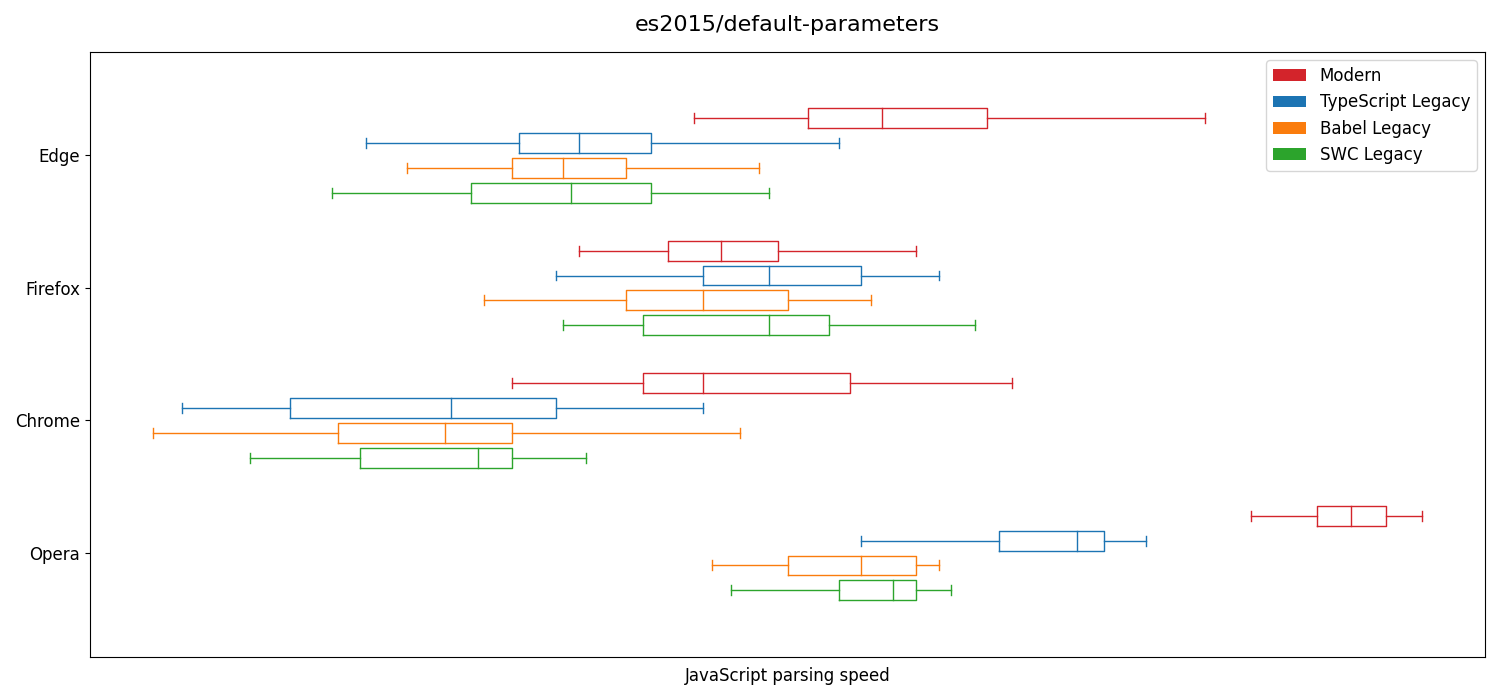 es2015/default-parameters
Modern
TypeScript Legacy
Babel Legacy
SWC Legacy
Edge
Firefox
Chrome
Opera
JavaScript parsing speed